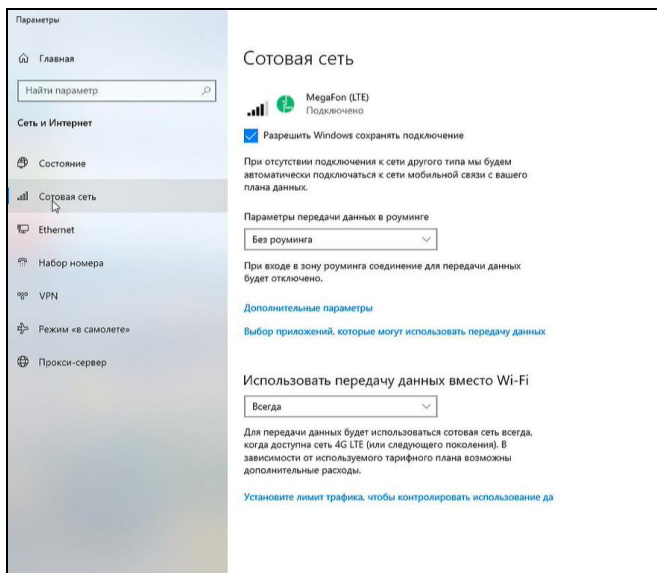 Параметры
Главная
Найти параметр
Сеть и Интернет
Состояние
Сотовая сеть
Ethernet
Набор номера
VPN
Режим «в самолете»
Прокси-сервер
Сотовая сеть
MegaFon (LTE)
Подключено
Разрешить Windows сохранять подключение
При отсутствии подключения к сети другого типа мы будем
автоматически подключаться к сети мобильной связи с вашего
плана данных.
Параметры передачи данных в роуминге
Без роуминга
При входе в зону роуминга соединение для передачи данных
будет отключено.
Дополнительные параметры
Выбор приложений, которые могут использовать передачу данных
Использовать передачу данных вместо Wi-Fi
Всегда
Для передачи данных будет использоваться сотовая сеть всегда,
когда доступна сеть 4G LTE (или следующего поколения). В
зависимости от используемого тарифного плана возможны
дополнительные расходы.
Установите лимит трафика, чтобы контролировать использование да